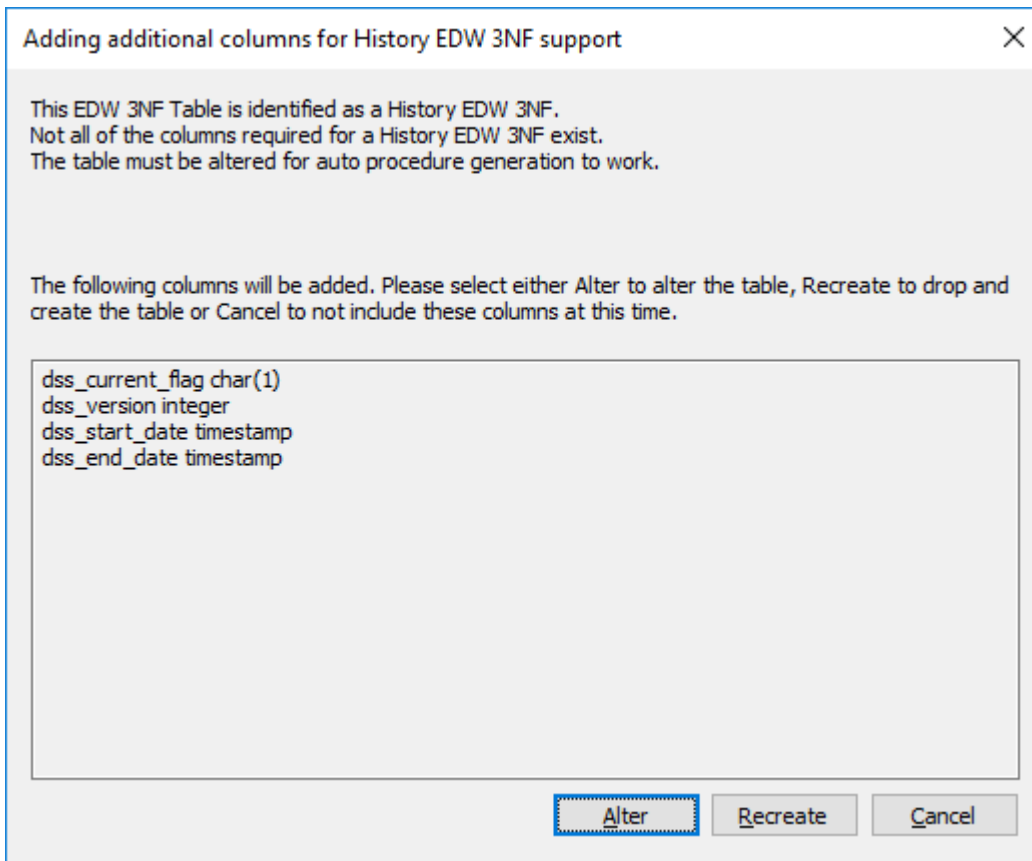 Adding additional columns for History EDW 3NF support
This EDW 3NF Table is identified as a History EDW 3NF.
Not all of the columns required for a History EDW 3NF exist.
The table must be altered for auto procedure generation to work.
The following columns will be added. Please select either Alter to alter the table, Recreate to drop and
create the table or Cancel to not include these columns at this time.
dss_current_flag char(1)
dss_version integer
dss_start_date timestamp
dss_end_date timestamp
Alter Recreate Cancel